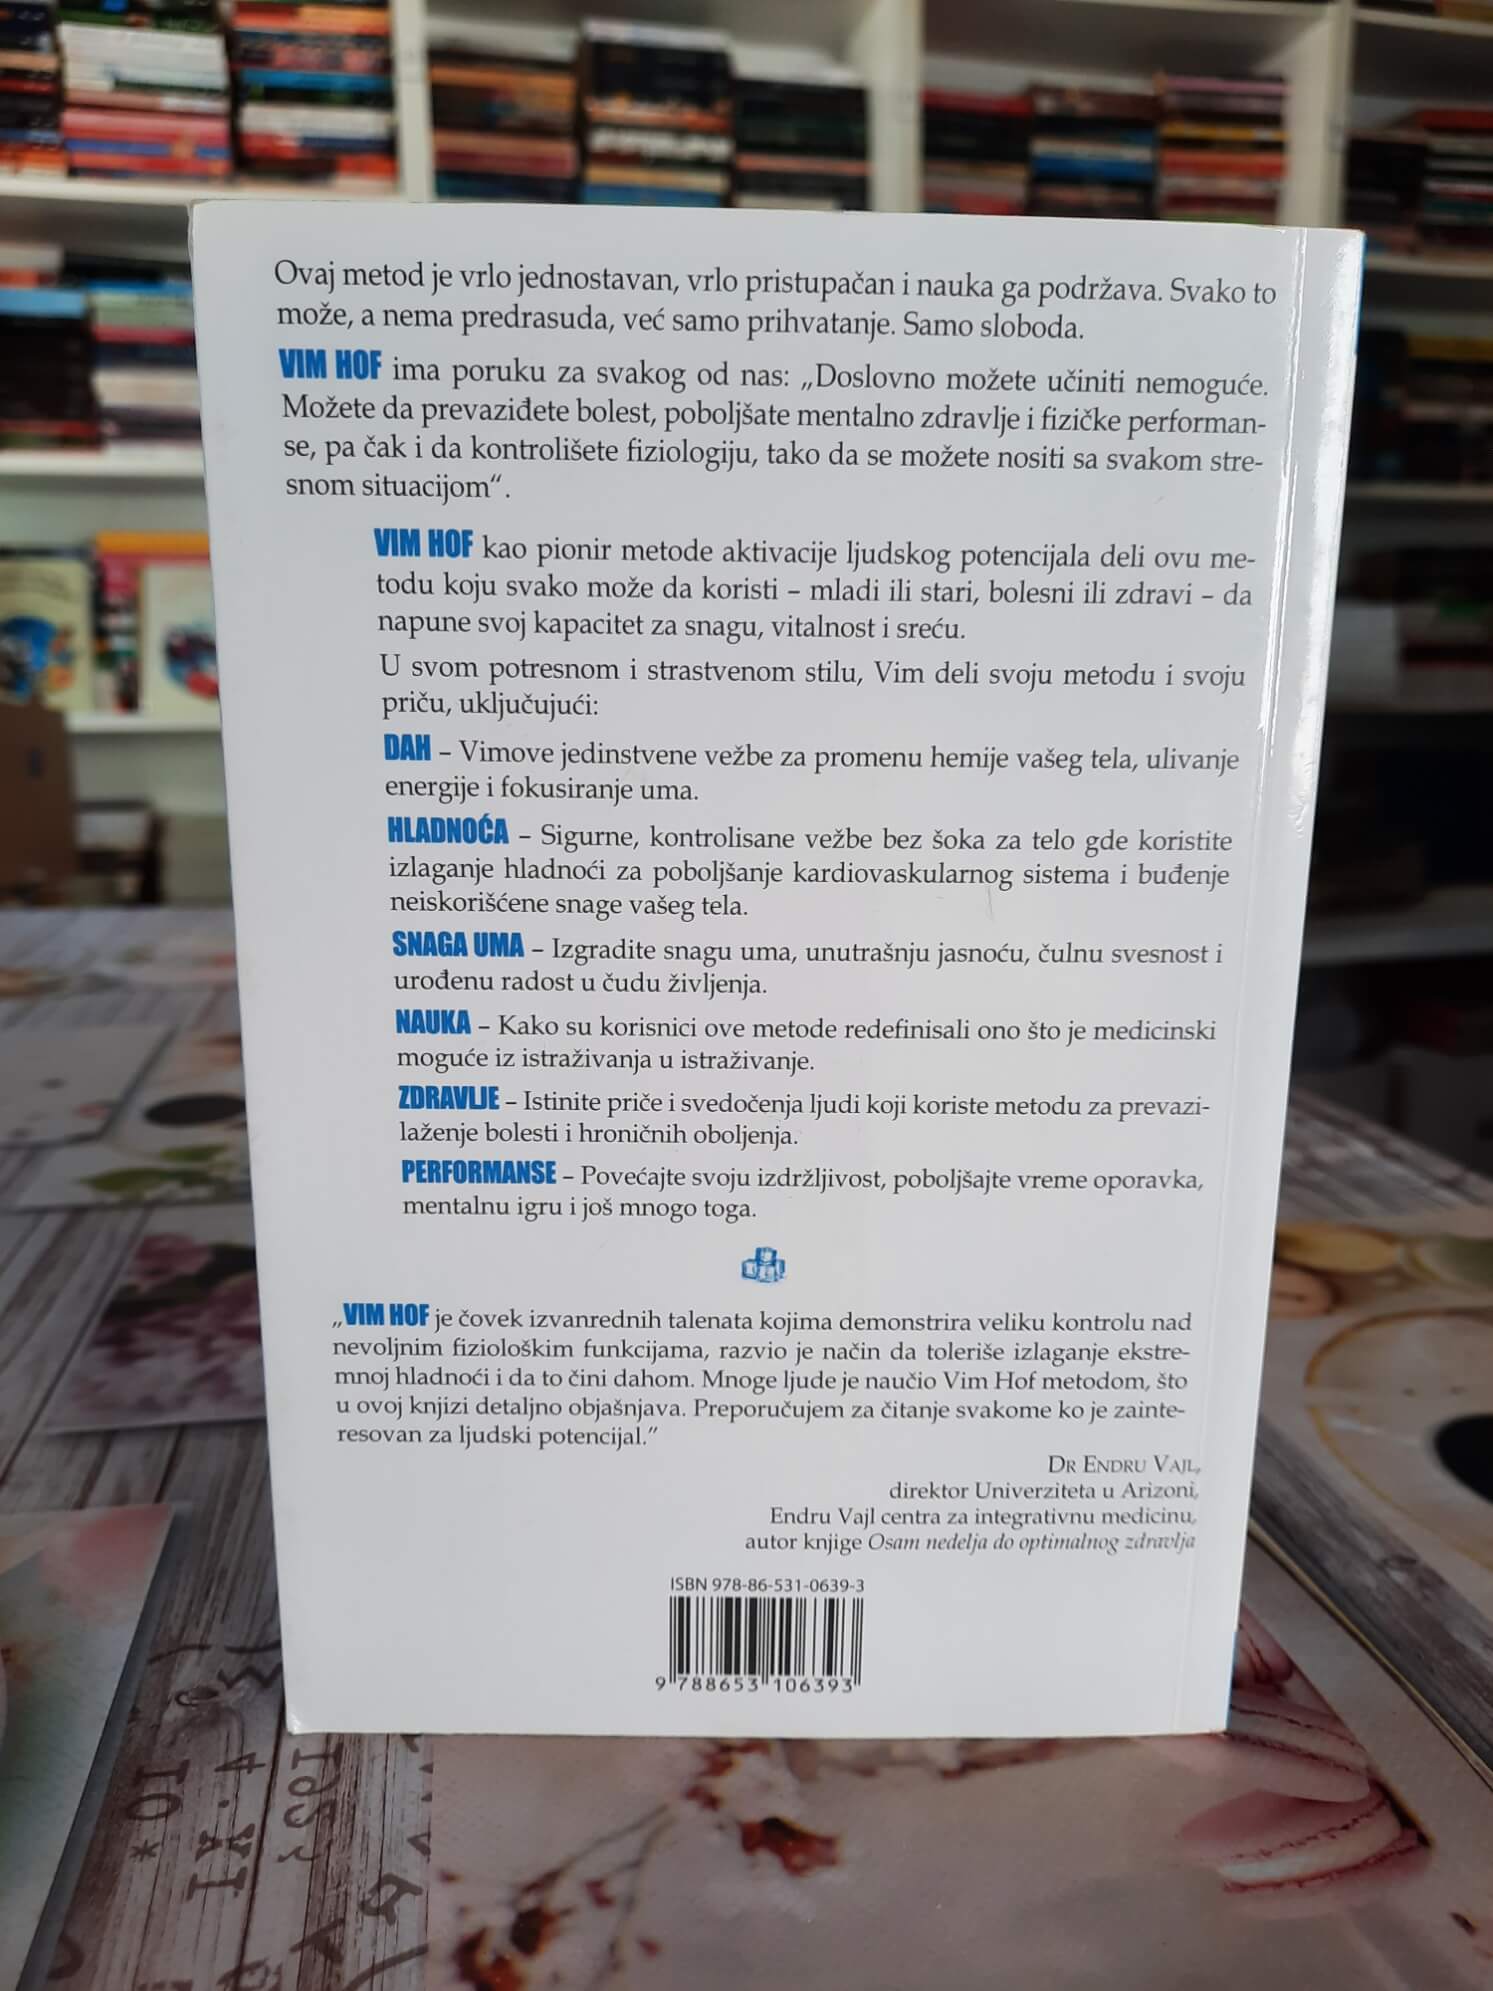 Ovaj metod je vrlo jednostavan, vrlo pristupačan i nauka ga podržava. Svako to
može, a nema predrasuda, već samo prihvatanje. Samo sloboda.
VIM HOF ima poruku za svakog od nas: „Doslovno možete učiniti nemoguće.
Možete da prevaziđete bolest, poboljšate mentalno zdravlje i fizičke performan-
se, pa čak i da kontrolišete fiziologiju, tako da se možete nositi sa svakom stre-
snom situacijom“.
VIM HOF kao pionir metode aktivacije ljudskog potencijala deli ovu me-
todu koju svako može da koristi – mladi ili stari, bolesni ili zdravi – da
napune svoj kapacitet za snagu, vitalnost i sreću.
U svom potresnom i strastvenom stilu, Vim deli svoju metodu i svoju
priču, uključujući:
DAH – Vimove jedinstvene vežbe za promenu hemije vašeg tela, ulivanje
energije i fokusiranje uma.
HLADNOĆA – Sigurne, kontrolisane vežbe bez šoka za telo gde koristite
izlaganje hladnoći za poboljšanje kardiovaskularnog sistema i buđenje
neiskorišćene snage vašeg tela.
SNAGA UMA – Izgradite snagu uma, unutrašnju jasnoću, čulnu svesnost i
urođenu radost u čudu življenja.
NAUKA – Kako su korisnici ove metode redefinisali ono što je medicinski
moguće iz istraživanja u istraživanje.
ZDRAVLJE – Istinite priče i svedočenja ljudi koji koriste metodu za prevazi-
laženje bolesti i hroničnih oboljenja.
PERFORMANSE – Povećajte svoju izdržljivost, poboljšajte vreme oporavka,
mentalnu igru i još mnogo toga.
„VIM HOF je čovek izvanrednih talenata kojima demonstrira veliku kontrolu nad
nevoljnim fiziološkim funkcijama, razvio je način da toleriše izlaganje ekstre-
mnoj hladnoći i da to čini dahom. Mnoge ljude je naučio Vim Hof metodom, što
u ovoj knjizi detaljno objašnjava. Preporučujem za čitanje svakome ko je zainte-
resovan za ljudski potencijal.”
DR ENDRU VAJL,
direktor Univerziteta u Arizoni,
Endru Vajl centra za integrativnu medicinu,
autor knjige Osam nedelja do optimalnog zdravlja
ISBN 978-86-531-0639-3
9 788653 106393